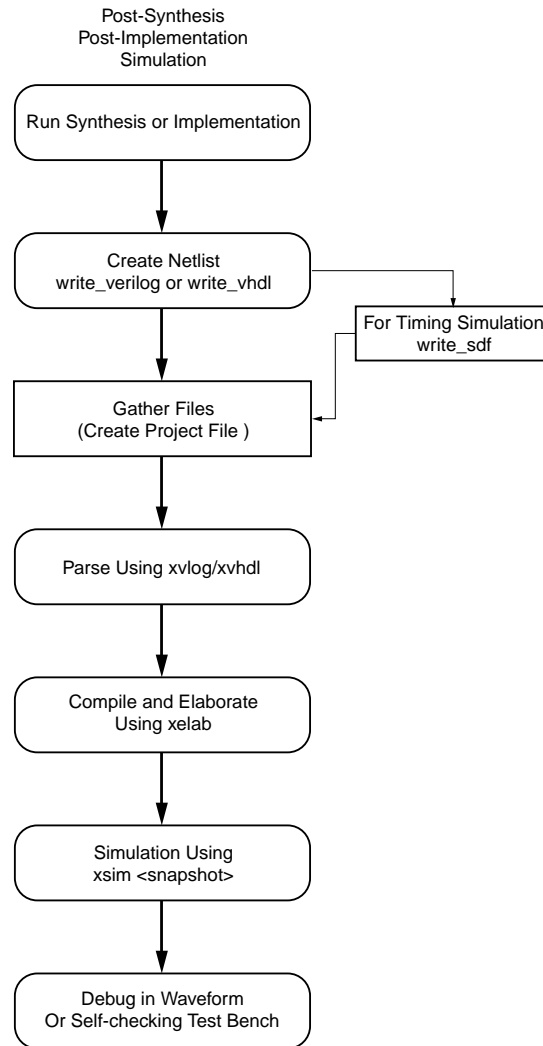 Post-Synthesis
Post-Implementation
Simulation
Run Synthesis or Implementation
Create Netlist
write_verilog or write_vhdl
For Timing Simulation
write_sdf
Gather Files
(Create Project File )
Parse Using xvlog/xvhdl
Compile and Elaborate
Using xelab
Simulation Using
xsim <snapshot>
Debug in Waveform
Or Self-checking Test Bench